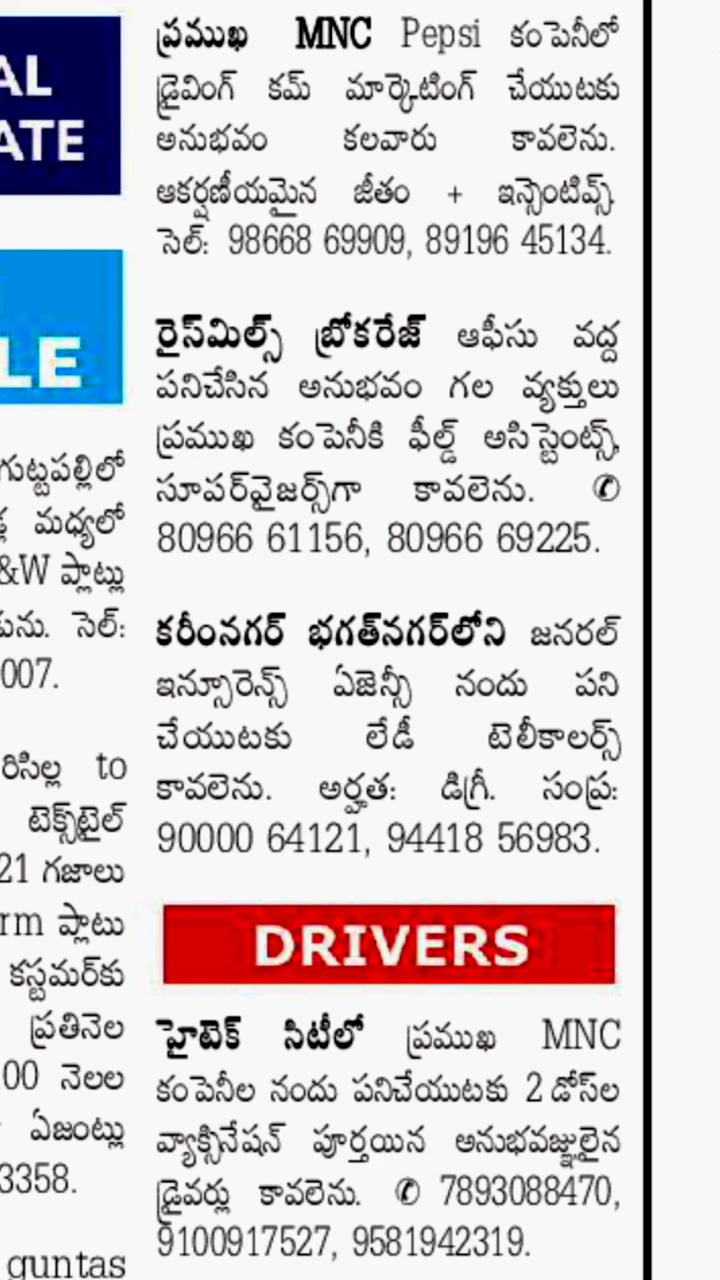 AL
ATE
LE
గుట్టపల్లిలో
మధ్యలో
&W ప్లాట్లు
సెల్:
007.
to
టెక్స్‌టైల్
21 గజాలు
rm ప్లాటు
కస్టమర్‌కు
ప్రతినెల
00 నెలల
ఏజంట్లు
3358.
guntas
ప్రముఖ MNC Pepsi కంపెనీలో
డ్రైవింగ్ కమ్ మార్కెటింగ్ చేయుటకు
అనుభవం కలవారు కావలెను.
ఆకర్షణీయమైన జీతం + ఇన్సెంటివ్స్.
సెల్: 98668 69909, 89196 45134.
రైస్‌మిల్స్ బ్రోకరేజ్ ఆఫీసు వద్ద
పనిచేసిన అనుభవం గల వ్యక్తులు
ప్రముఖ కంపెనీకి ఫీల్డ్ అసిస్టెంట్స్,
సూపర్‌వైజర్స్‌గా కావలెను. ✆
80966 61156, 80966 69225.
కరీంనగర్ భగత్‌నగర్‌లోని జనరల్
ఇన్సూరెన్స్ ఏజెన్సీ నందు పని
చేయుటకు లేడీ టెలీకాలర్స్
కావలెను. అర్హత: డిగ్రీ. సంప్ర:
90000 64121, 94418 56983.
DRIVERS
హైటెక్ సిటీలో ప్రముఖ MNC
కంపెనీల నందు పనిచేయుటకు 2 డోస్‌ల
వ్యాక్సినేషన్ పూర్తయిన అనుభవజ్ఞులైన
డ్రైవర్లు కావలెను. ✆ 7893088470,
9100917527, 9581942319.